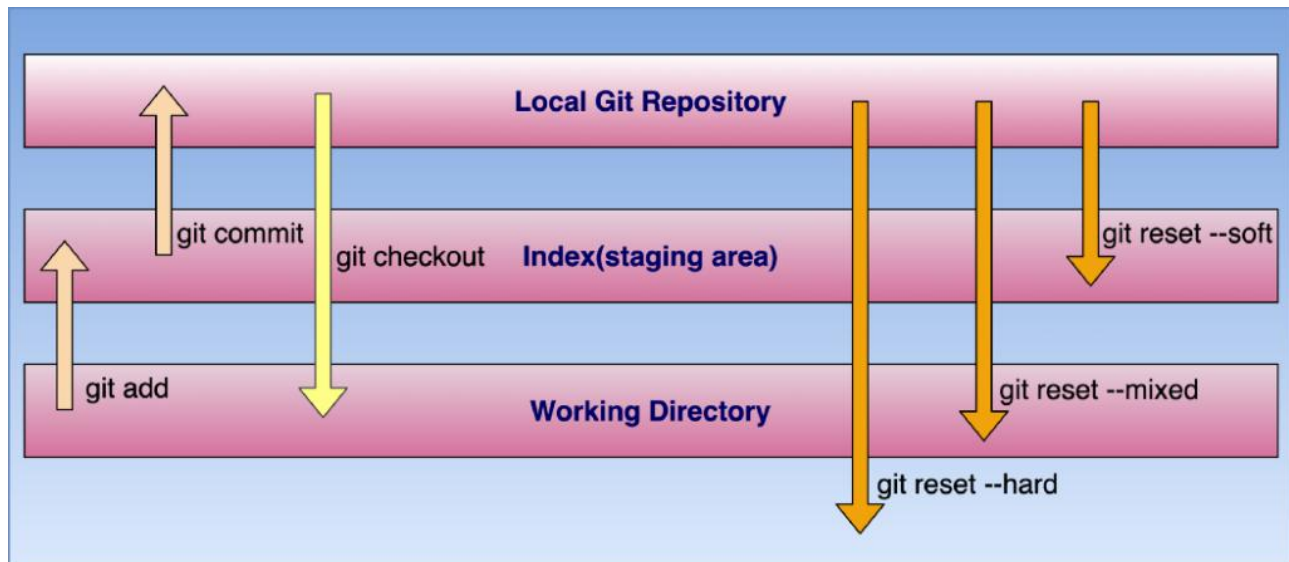 Local Git Repository
git commit
git reset --soft
git checkout
Index(staging area)
git add
git reset --mixed
Working Directory
git reset --hard